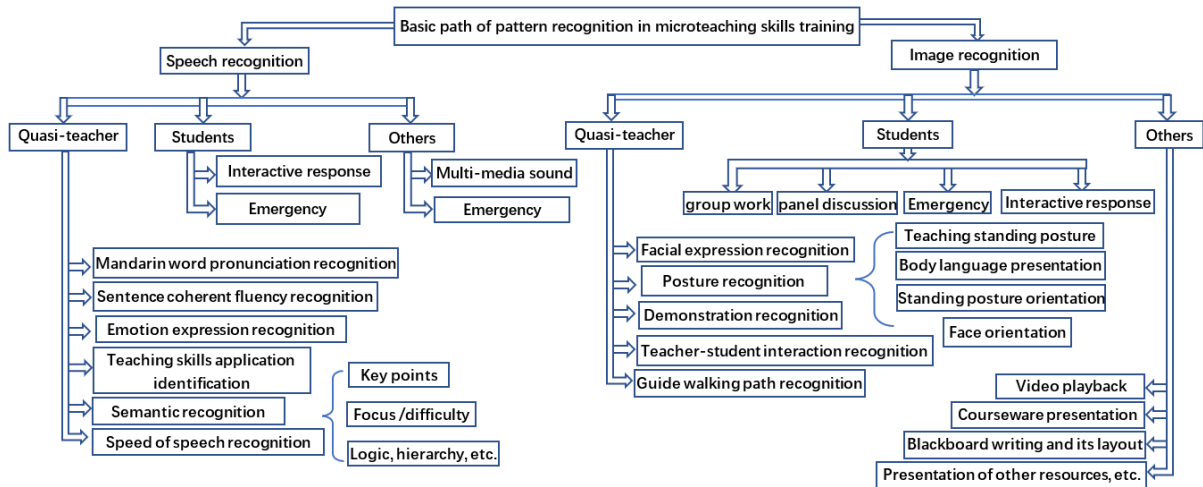 Basic path of pattern recognition in microteaching skills training
Speech recognition
Image recognition
Quasi-teacher
Students
Others
Interactive response
Emergency
Multi-media sound
Emergency
Mandarin word pronunciation recognition
Sentence coherent fluency recognition
Emotion expression recognition
Teaching skills application
identification
Semantic recognition
Speed of speech recognition
Key points
Focus /difficulty
Logic, hierarchy, etc.
Quasi-teacher
Students
Others
group work
panel discussion
Emergency
Interactive response
Facial expression recognition
Posture recognition
Demonstration recognition
Teacher-student interaction recognition
Guide walking path recognition
Teaching standing posture
Body language presentation
Standing posture orientation
Face orientation
Video playback
Courseware presentation
Blackboard writing and its layout
Presentation of other resources, etc.